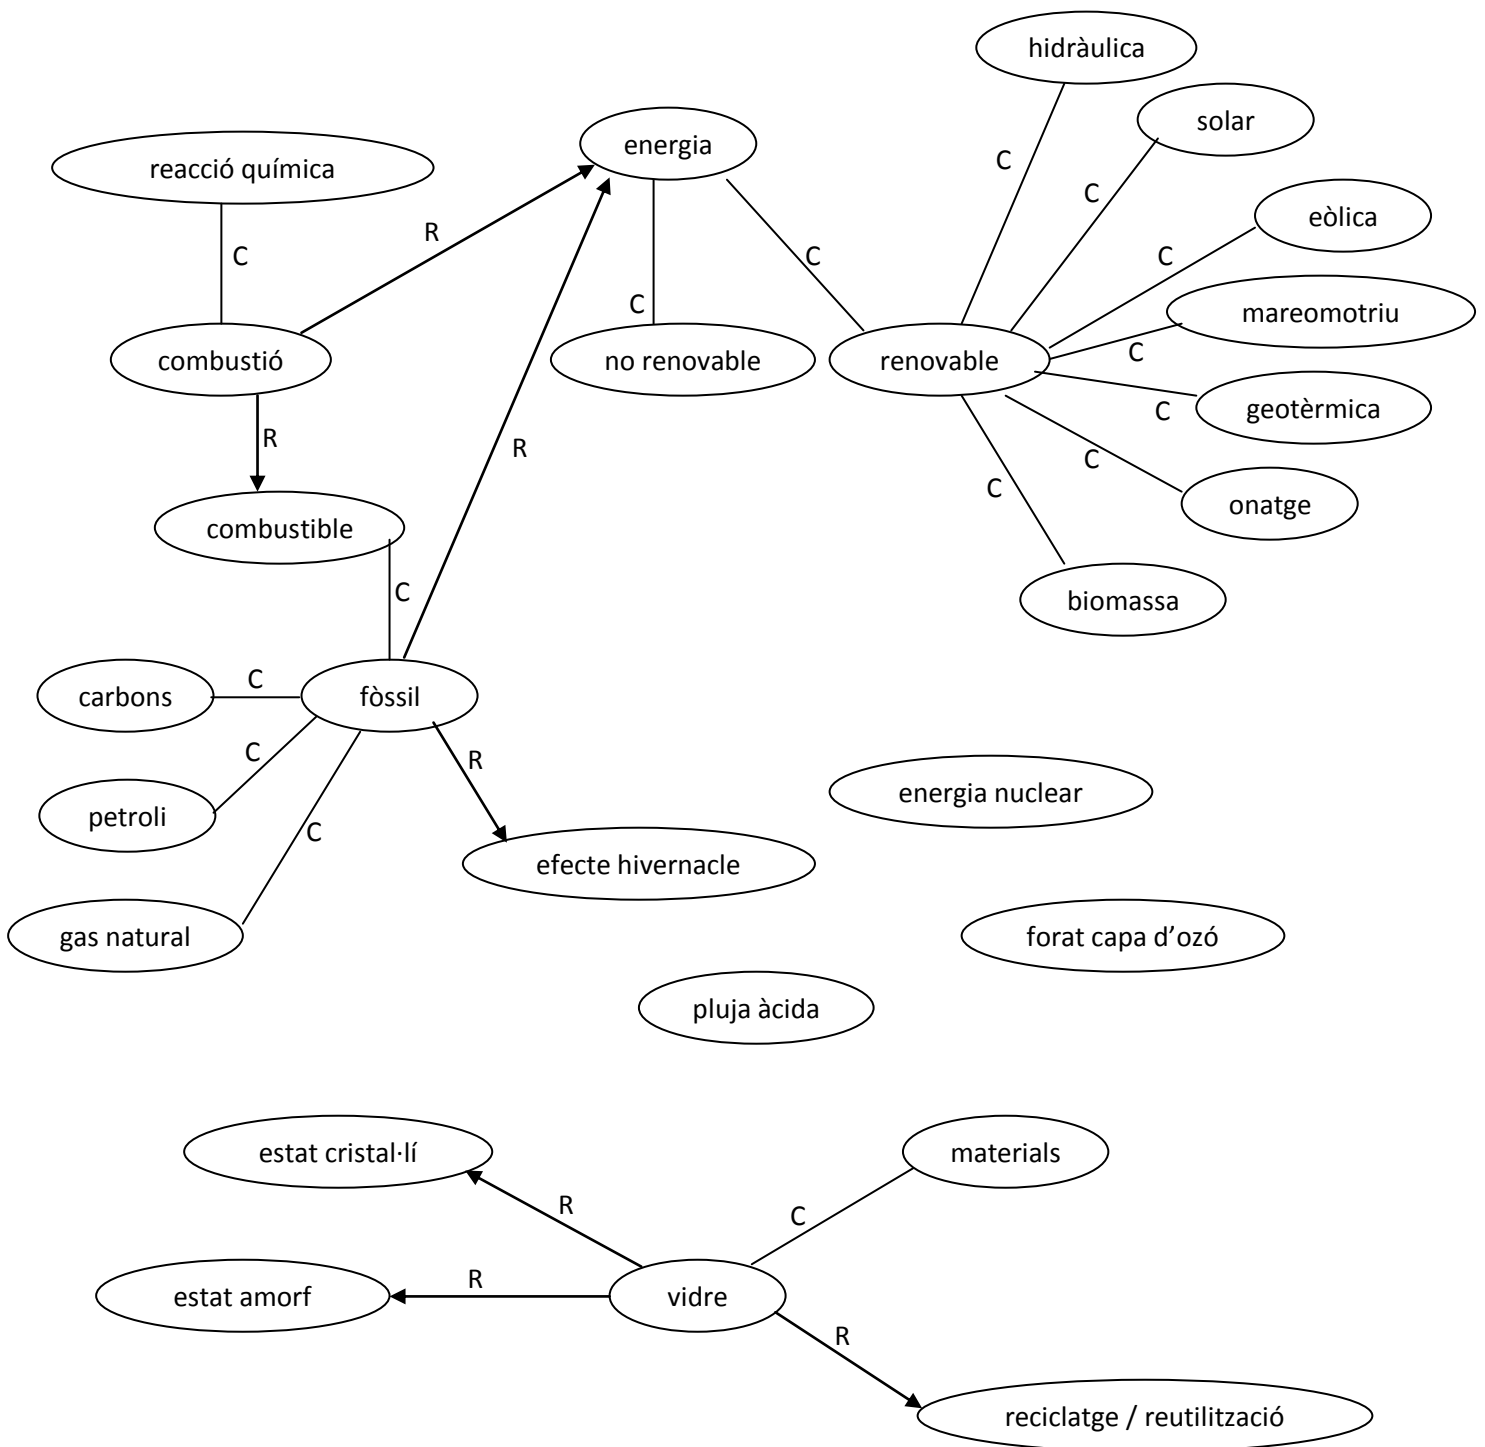 hidràulica
solar
energia
C
reacció química
C
eòlica
R
C
C
C
C
mareomotriu
combustió
no renovable
renovable
C
geotèrmica
C
R
R
C
C
onatge
combustible
C
biomassa
C
carbons
fòssil
C
R
energia nuclear
petroli
C
efecte hivernacle
gas natural
forat capa d’ozó
pluja àcida
estat cristal·lí
materials
R
C
R
estat amorf
vidre
R
reciclatge / reutilització